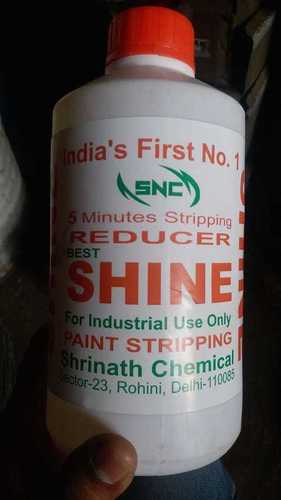 India's First No. 1
SNC
5 Minutes Stripping
REDUCER
BEST
SHINE
For Industrial Use Only
PAINT STRIPPING
Shrinath Chemical
Sector-23, Rohini, Delhi-110085